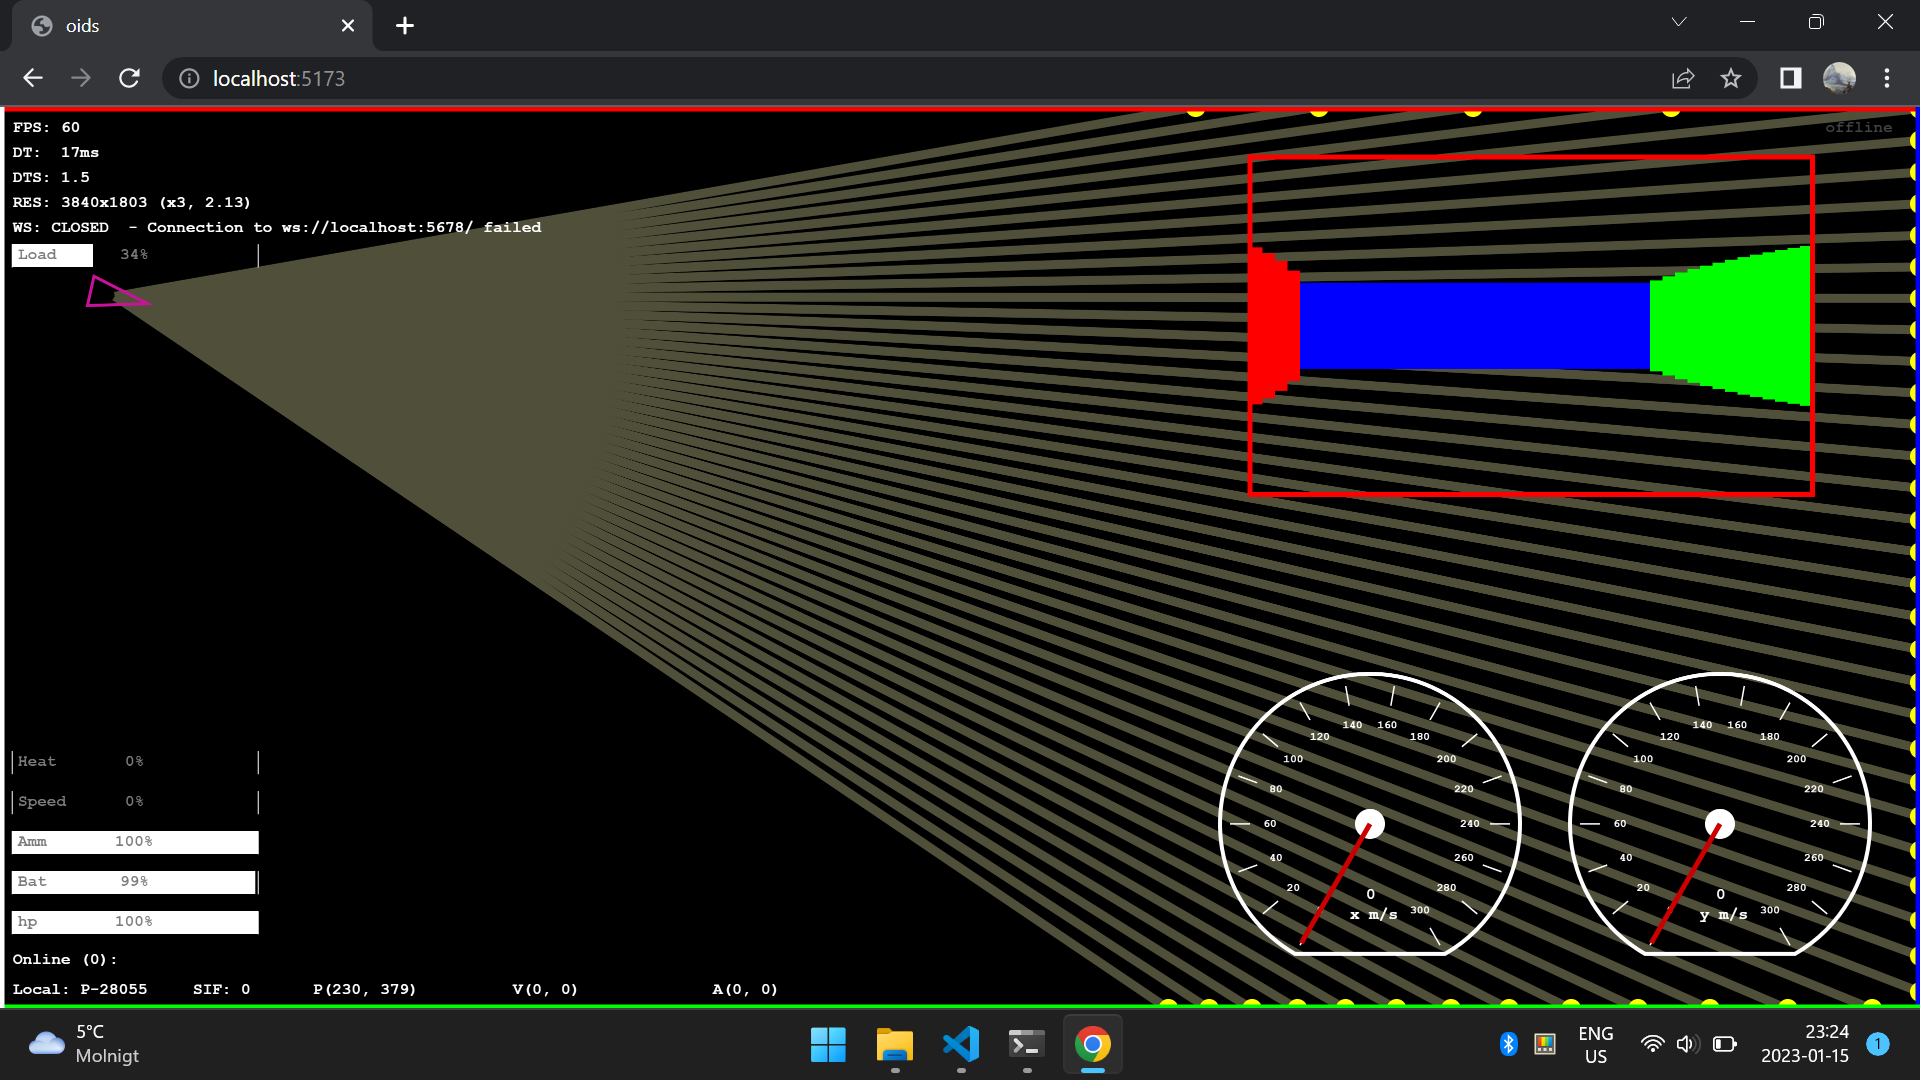 oids
localhost:5173
FPS: 60
offline
DT: 17ms
DTS: 1.5
RES: 3840x1803 (x3, 2.13)
WS: CLOSED - Connection to ws://localhost:5678/ failed
Load 34%
Heat 0%
Speed 0%
Amm 100%
Bat 99%
hp 100%
20 40 60 80 100 120 140 160 180 200 220 240 260 280 300
0
x m/s
20 40 60 80 100 120 140 160 180 200 220 240 260 280 300
0
y m/s
Online (0):
Local: P-28055 SIF: 0 P(230, 379) V(0, 0) A(0, 0)
5°C
Molnigt
ENG
US
23:24
2023-01-15
1